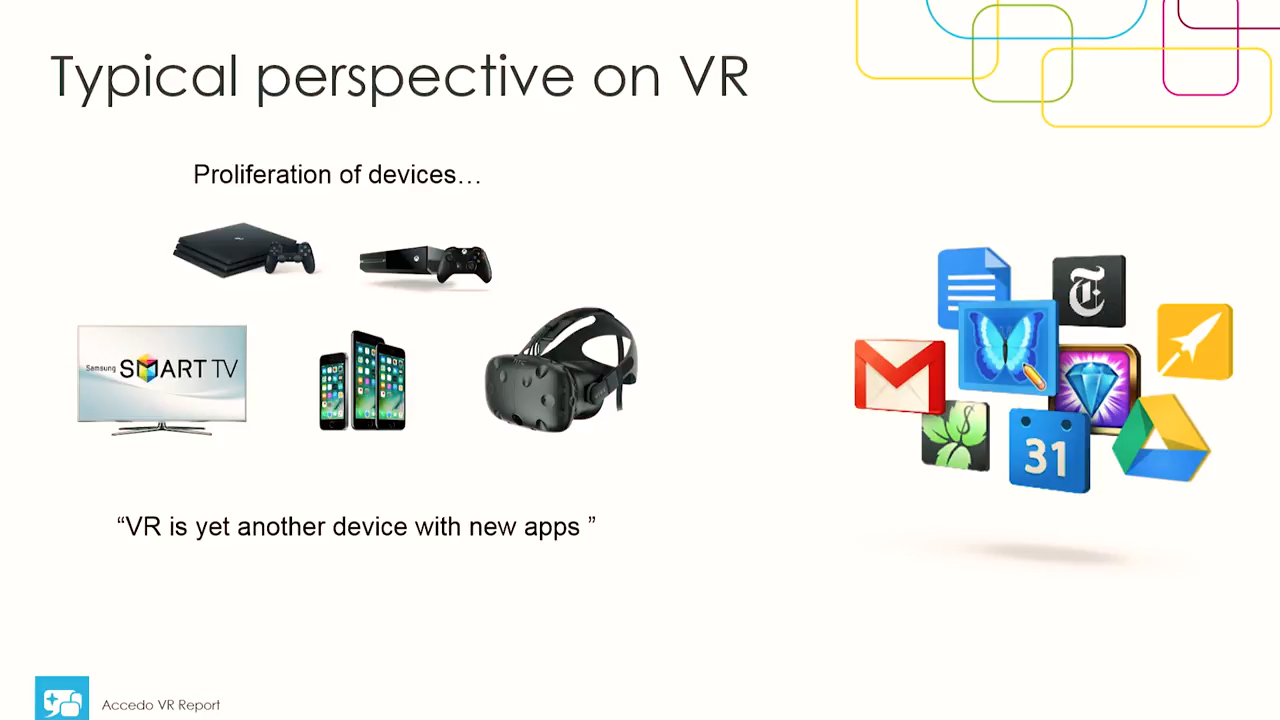 Typical perspective on VR
Proliferation of devices…
Samsung SMART TV
“VR is yet another device with new apps ”
31
Accedo VR Report